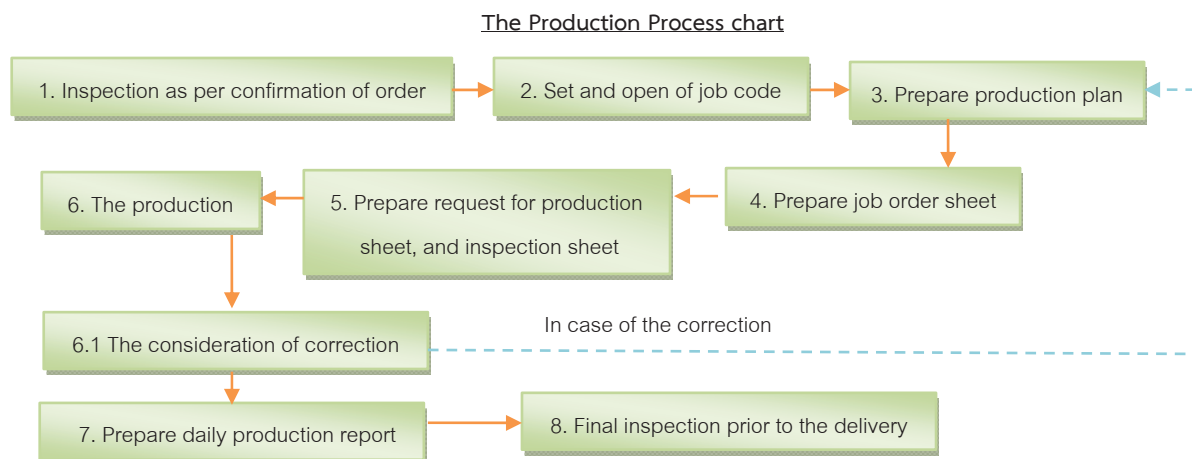 The Production Process chart
1. Inspection as per confirmation of order
2. Set and open of job code
3. Prepare production plan
4. Prepare job order sheet
5. Prepare request for production
sheet, and inspection sheet
6. The production
6.1 The consideration of correction
In case of the correction
7. Prepare daily production report
8. Final inspection prior to the delivery